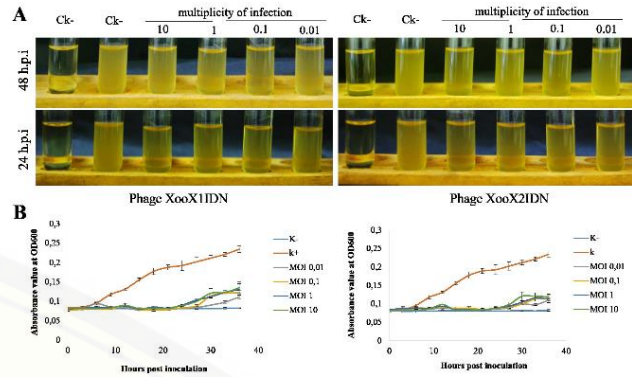 A
Ck-
Ck-
multiplicity of infection
10
1
0.1
0.01
Ck-
Ck-
multiplicity of infection
10
1
0.1
0.01
48 h.p.i
24 h.p.i
Phage XooX1IDN
Phage XooX2IDN
B
Absorbance value at OD600
0,25
0,2
0,15
0,1
0,05
0
10
20
30
40
Hours post inoculation
K-
k+
MOI 0,01
MOI 0,1
MOI 1
MOI 10
Absorbance value at OD600
0,3
0,25
0,2
0,15
0,1
0,05
0
10
20
30
40
Hours post inoculation
K-
k
MOI 0,01
MOI 0,1
MOI 1
MOI 10